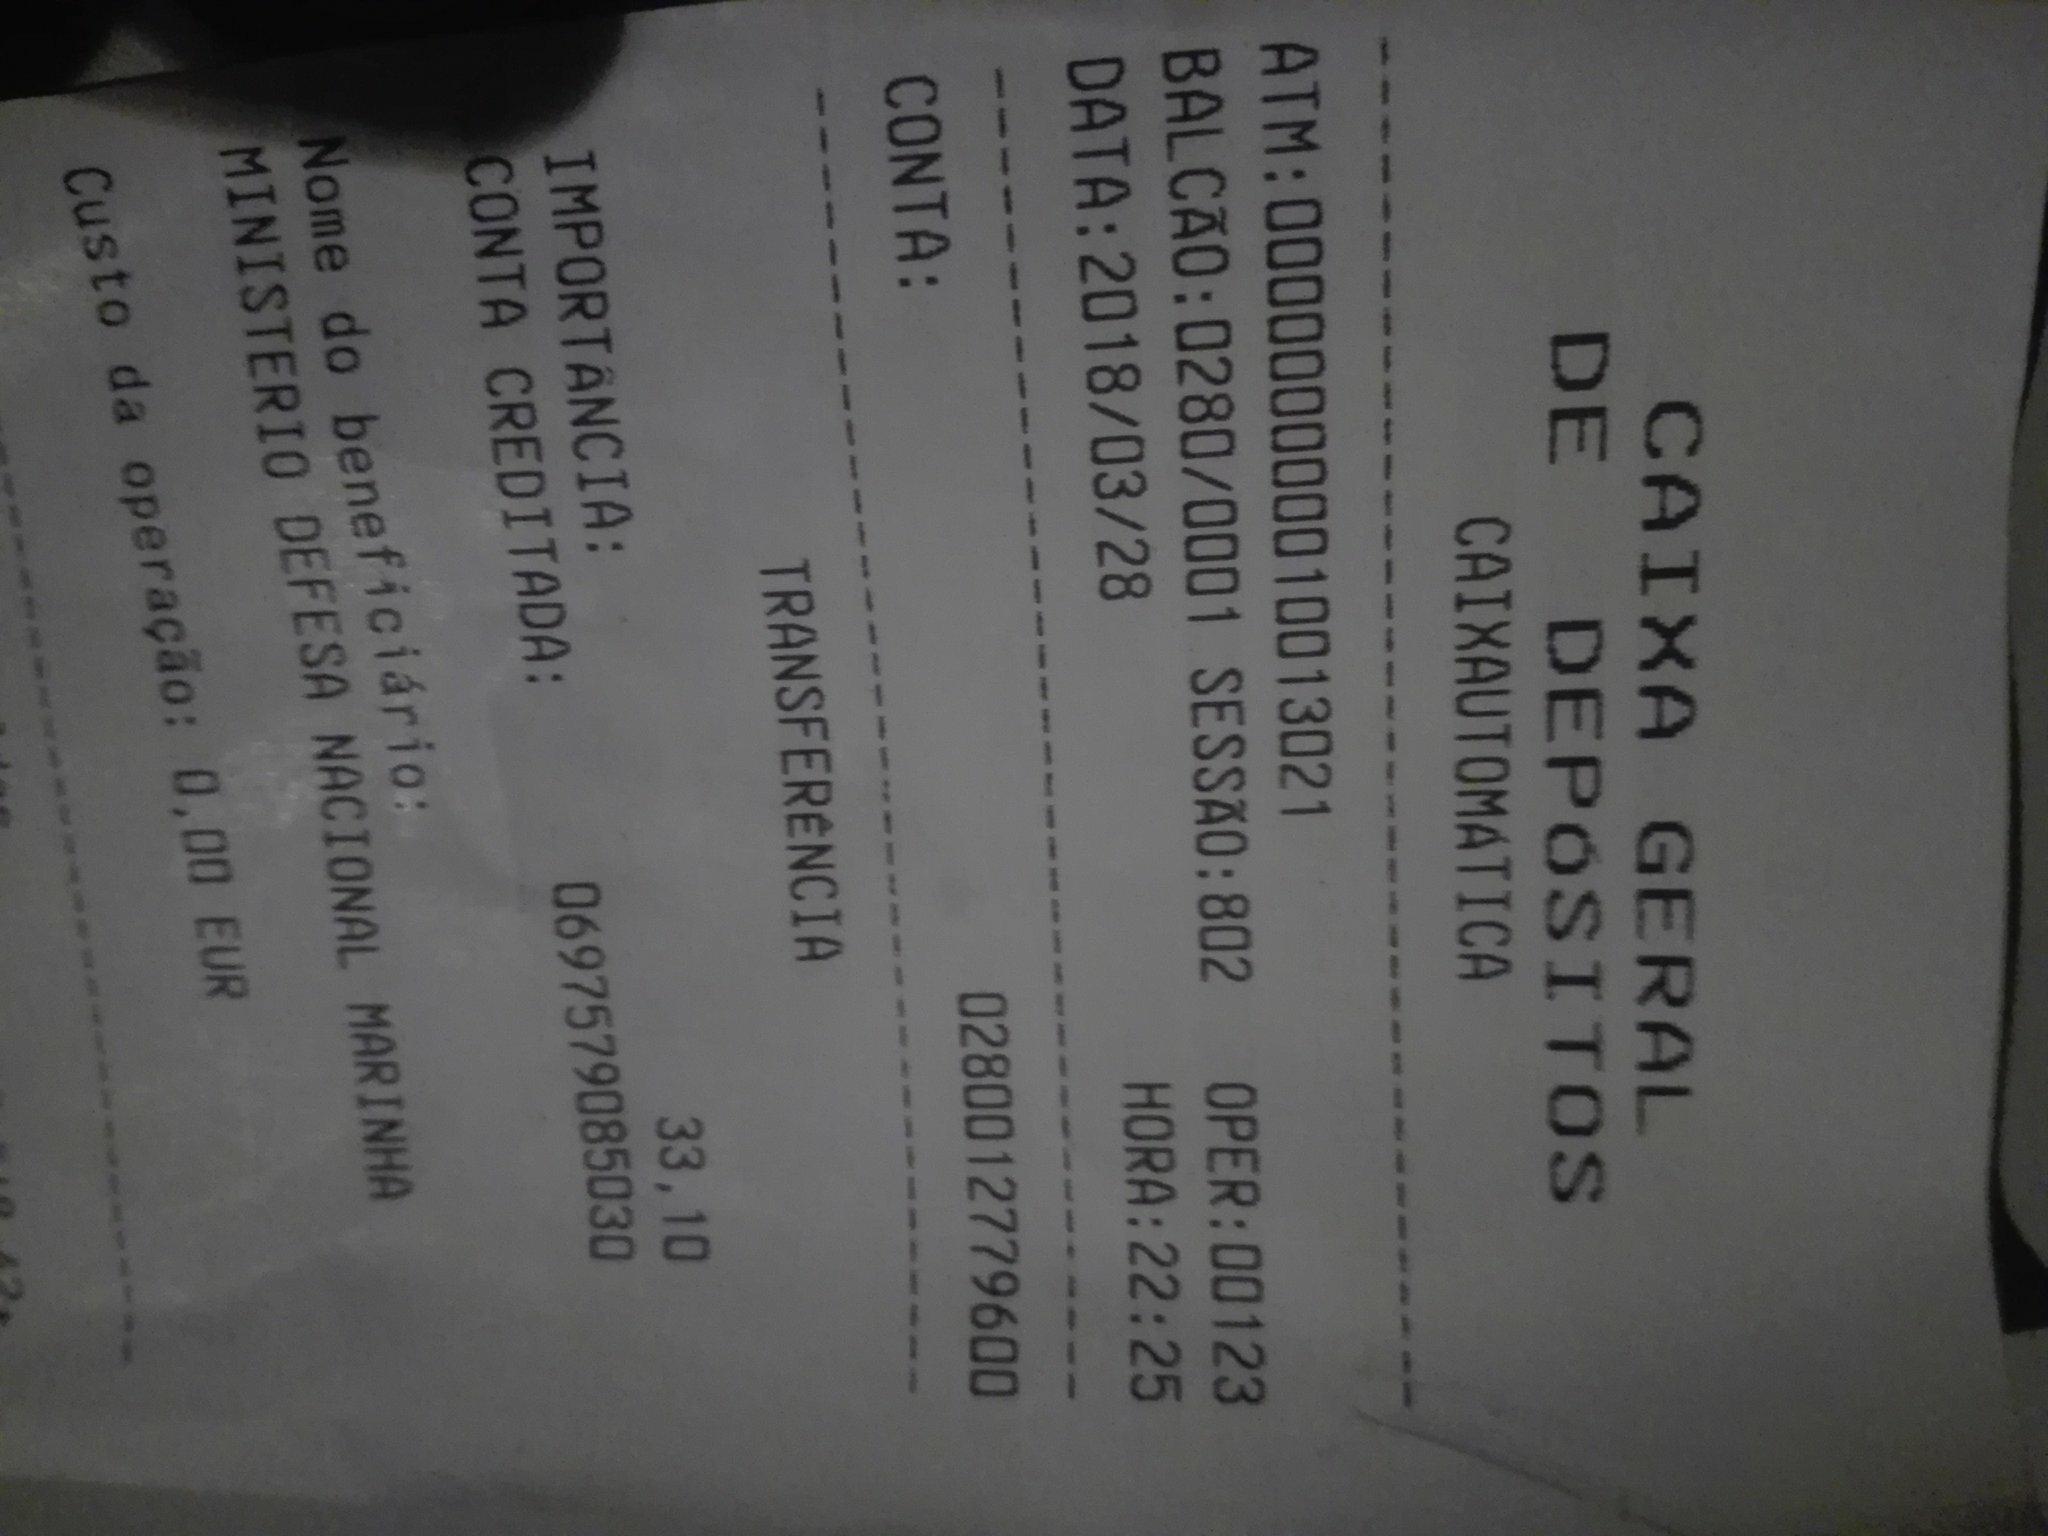 CAIXA GERAL
DE DEPÓSITOS
CAIXAUTOMÁTICA
--------------------------------------------
ATM:000000000001001 3021
BALCÃO:0280/0001 SESSÃO:802 OPER:00123
DATA:2018/03/28 HORA:22:25
--------------------------------------------
CONTA: 0280012779600
--------------------------------------------
TRANSFERÊNCIA
IMPORTÂNCIA: 33,10
CONTA CREDITADA: 0697579085030
Nome do beneficiário:
MINISTERIO DEFESA NACIONAL MARINHA
Custo da operação: 0,00 EUR
--------------------------------------------